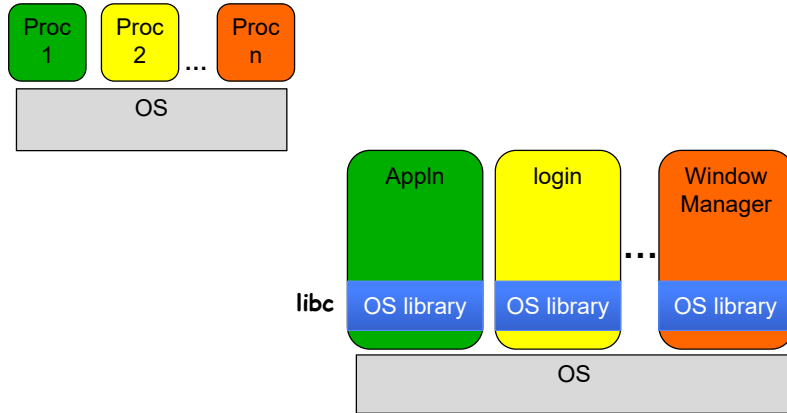 Proc
1
Proc
2
...
Proc
n
OS
Appln
login
...
Window
Manager
libc
OS library
OS library
OS library
OS